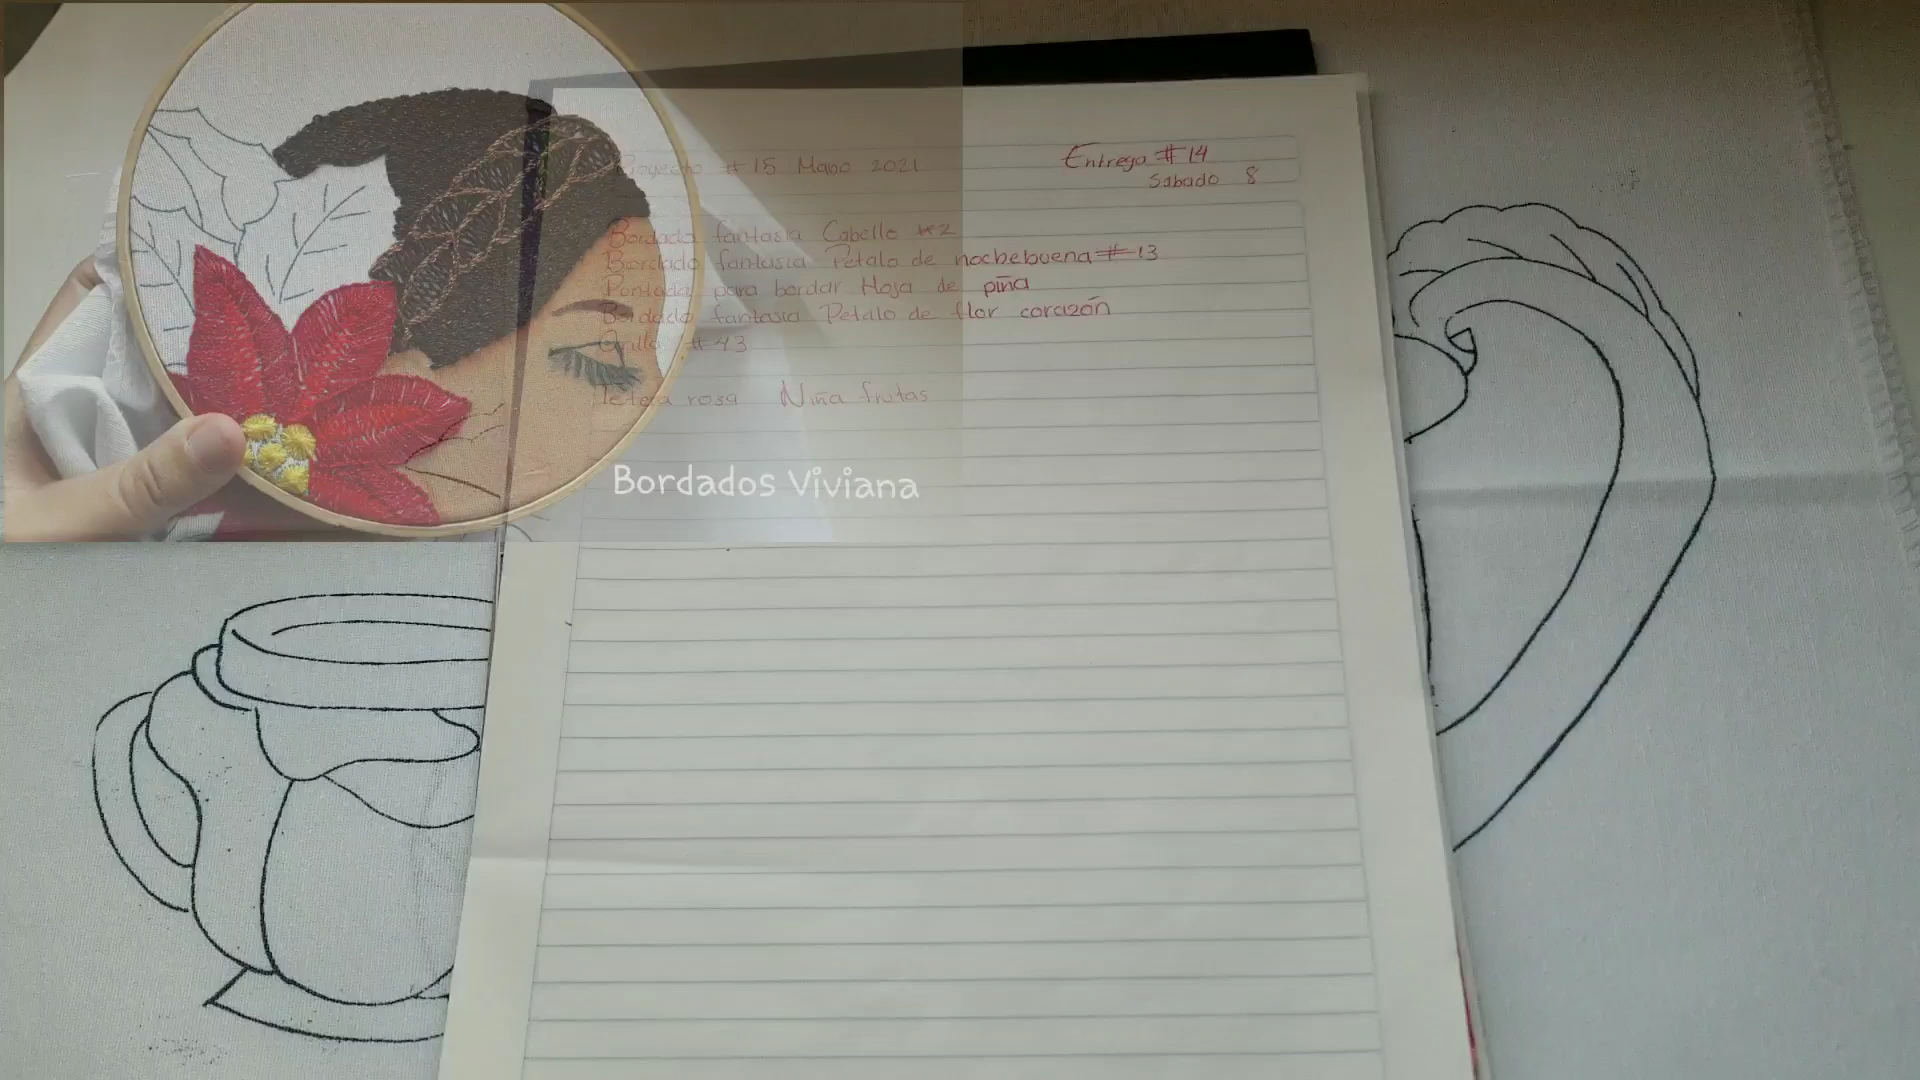 Proyecto #15 Mayo 2021
Entrega #14
Sabado 8
Bordado fantasia Cabello #2
Bordado fantasia Petalo de nochebuena #13
Puntada para bordar Hoja de piña
Bordado fantasia Petalo de flor corazón
Orilla #43
tetera rosa Niña frutas
Bordados Viviana